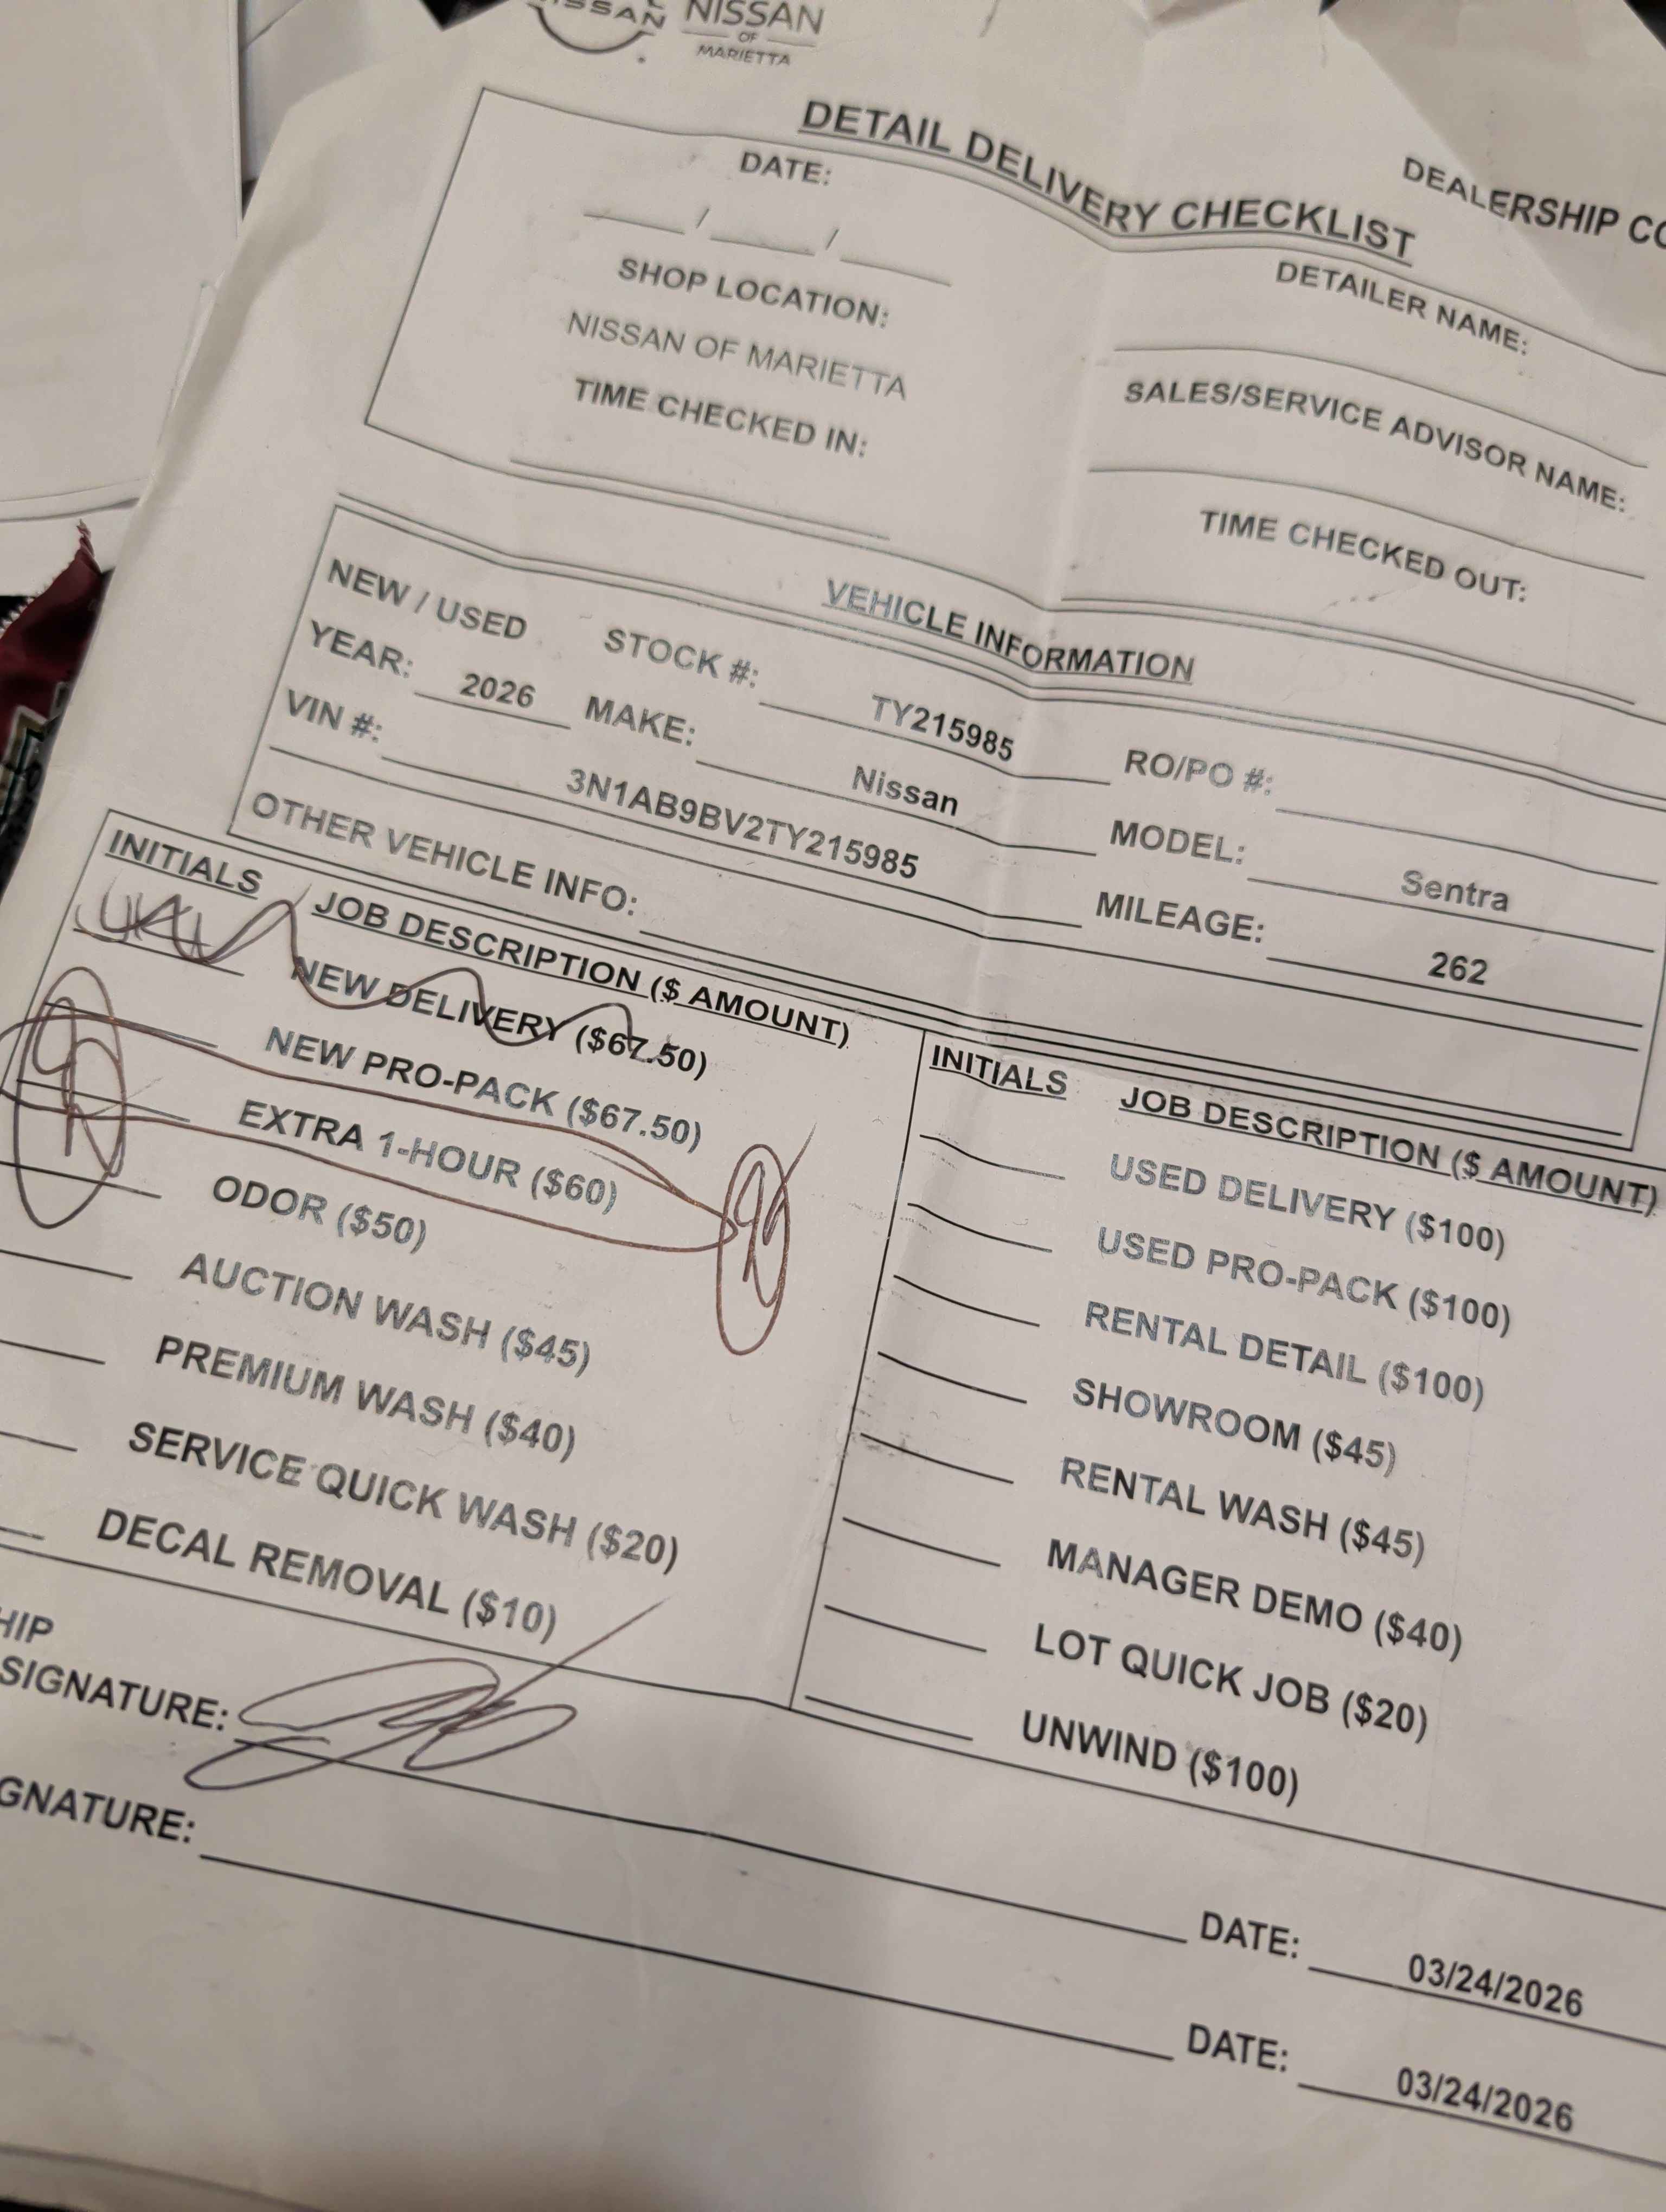 NISSAN NISSAN
OF
MARIETTA
DETAIL DELIVERY CHECKLIST
DEALERSHIP
DATE:
/ /
DETAILER NAME:
SHOP LOCATION:
NISSAN OF MARIETTA
SALES/SERVICE ADVISOR NAME:
TIME CHECKED IN:
TIME CHECKED OUT:
VEHICLE INFORMATION
NEW / USED STOCK #: TY215985 RO/PO #:
YEAR: 2026 MAKE: Nissan MODEL: Sentra
VIN #: 3N1AB9BV2TY215985 MILEAGE: 262
OTHER VEHICLE INFO:
INITIALS JOB DESCRIPTION ($ AMOUNT)
NEW DELIVERY ($67.50)
NEW PRO-PACK ($67.50)
EXTRA 1-HOUR ($60)
ODOR ($50)
AUCTION WASH ($45)
PREMIUM WASH ($40)
SERVICE QUICK WASH ($20)
DECAL REMOVAL ($10)
INITIALS JOB DESCRIPTION ($ AMOUNT)
USED DELIVERY ($100)
USED PRO-PACK ($100)
RENTAL DETAIL ($100)
SHOWROOM ($45)
RENTAL WASH ($45)
MANAGER DEMO ($40)
LOT QUICK JOB ($20)
UNWIND ($100)
HIP
SIGNATURE: DATE: 03/24/2026
GNATURE: DATE: 03/24/2026